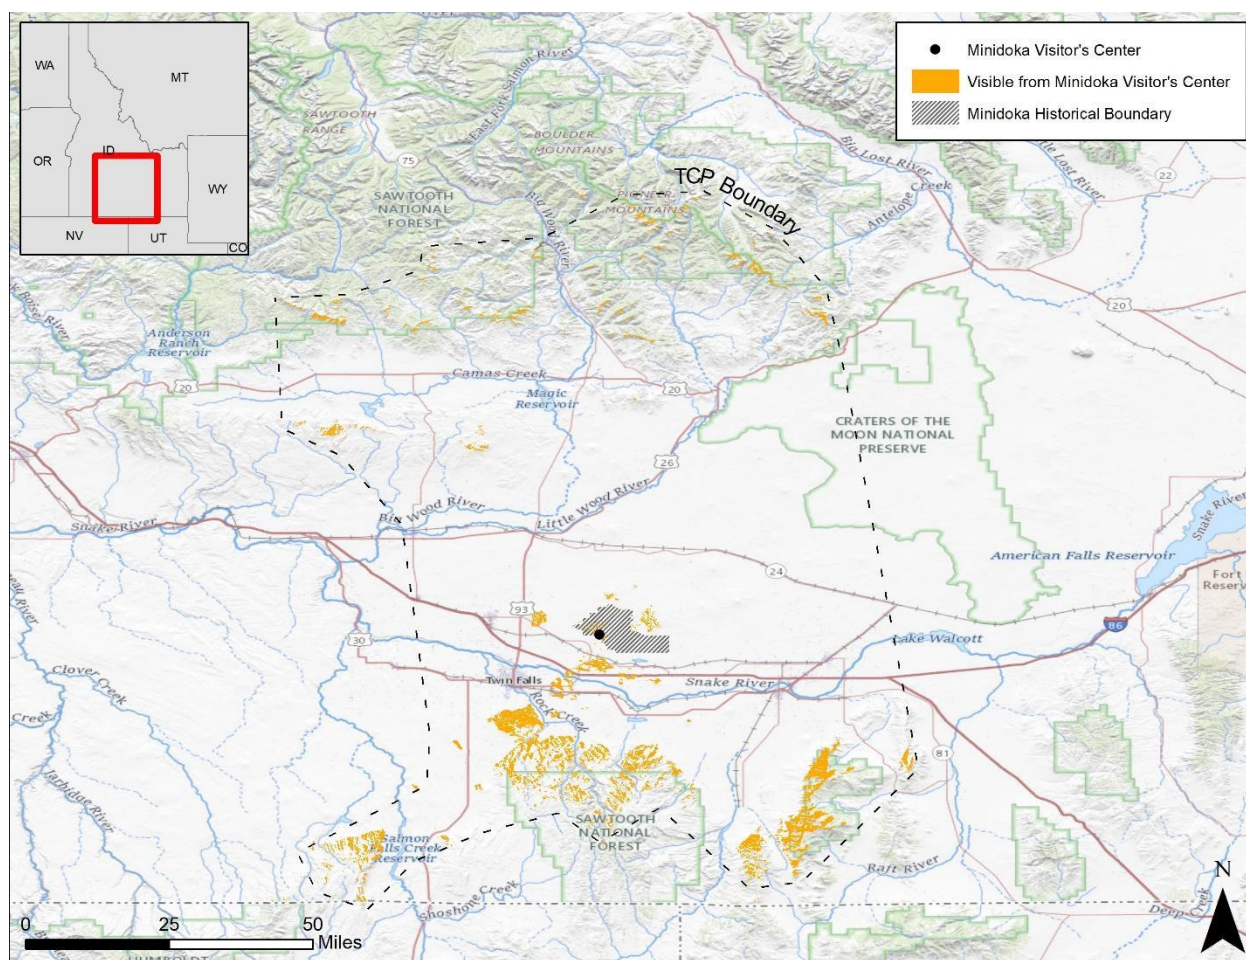 WA
MT
OR
ID
WY
NV
UT
CO
Minidoka Visitor's Center
Visible from Minidoka Visitor's Center
Minidoka Historical Boundary
East Fork Salmon River
SAWTOOTH
RANGE
BOULDER
MOUNTAINS
75
Big Lost River
Little Lost River
22
SAWTOOTH
NATIONAL
FOREST
Big Wood River
PIONEER
MOUNTAINS
TCP Boundary
Antelope Creek
Boise River
Anderson
Ranch
Reservoir
20
20
Camas Creek
Magic
Reservoir
20
CRATERS OF THE
MOON NATIONAL
PRESERVE
26
Snake River
Big Wood River
Little Wood River
Snake River
American Falls Reservoir
Fort
Reserv
24
93
30
86
Lake Walcott
Clover Creek
Creek
Twin Falls
Snake River
Rock Creek
81
Jarbidge River
SAWTOOTH
NATIONAL
FOREST
Salmon
Falls Creek
Reservoir
Raft River
Shoshone Creek
Deep Creek
N
0 25 50
Miles
HUMBOLDT